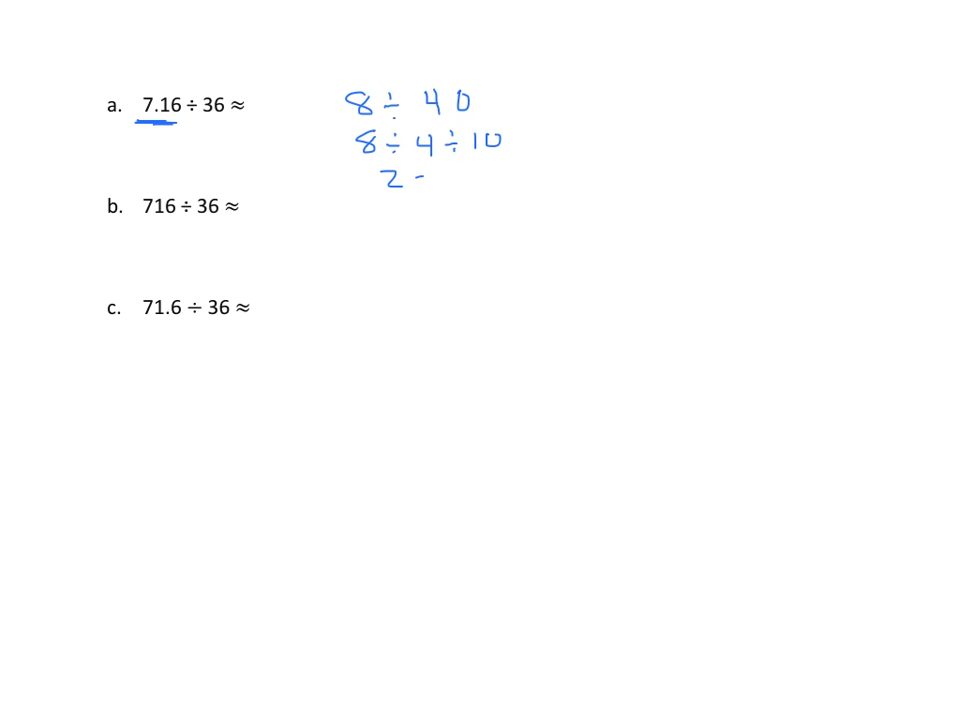 a. 7.16 ÷ 36 ≈ 8 ÷ 40
8 ÷ 4 ÷ 10
2 -
b. 716 ÷ 36 ≈
c. 71.6 ÷ 36 ≈